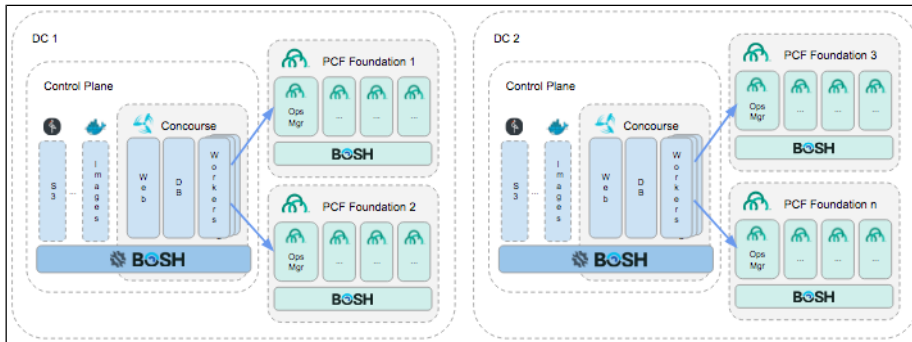 DC 1
Control Plane
Concourse
S3
...
Images
Web
DB
Workers
BOSH
PCF Foundation 1
Ops
Mgr
...
...
...
BOSH
PCF Foundation 2
Ops
Mgr
...
...
...
BOSH
DC 2
Control Plane
Concourse
S3
...
Images
Web
DB
Workers
BOSH
PCF Foundation 3
Ops
Mgr
...
...
...
BOSH
PCF Foundation n
Ops
Mgr
...
...
...
BOSH